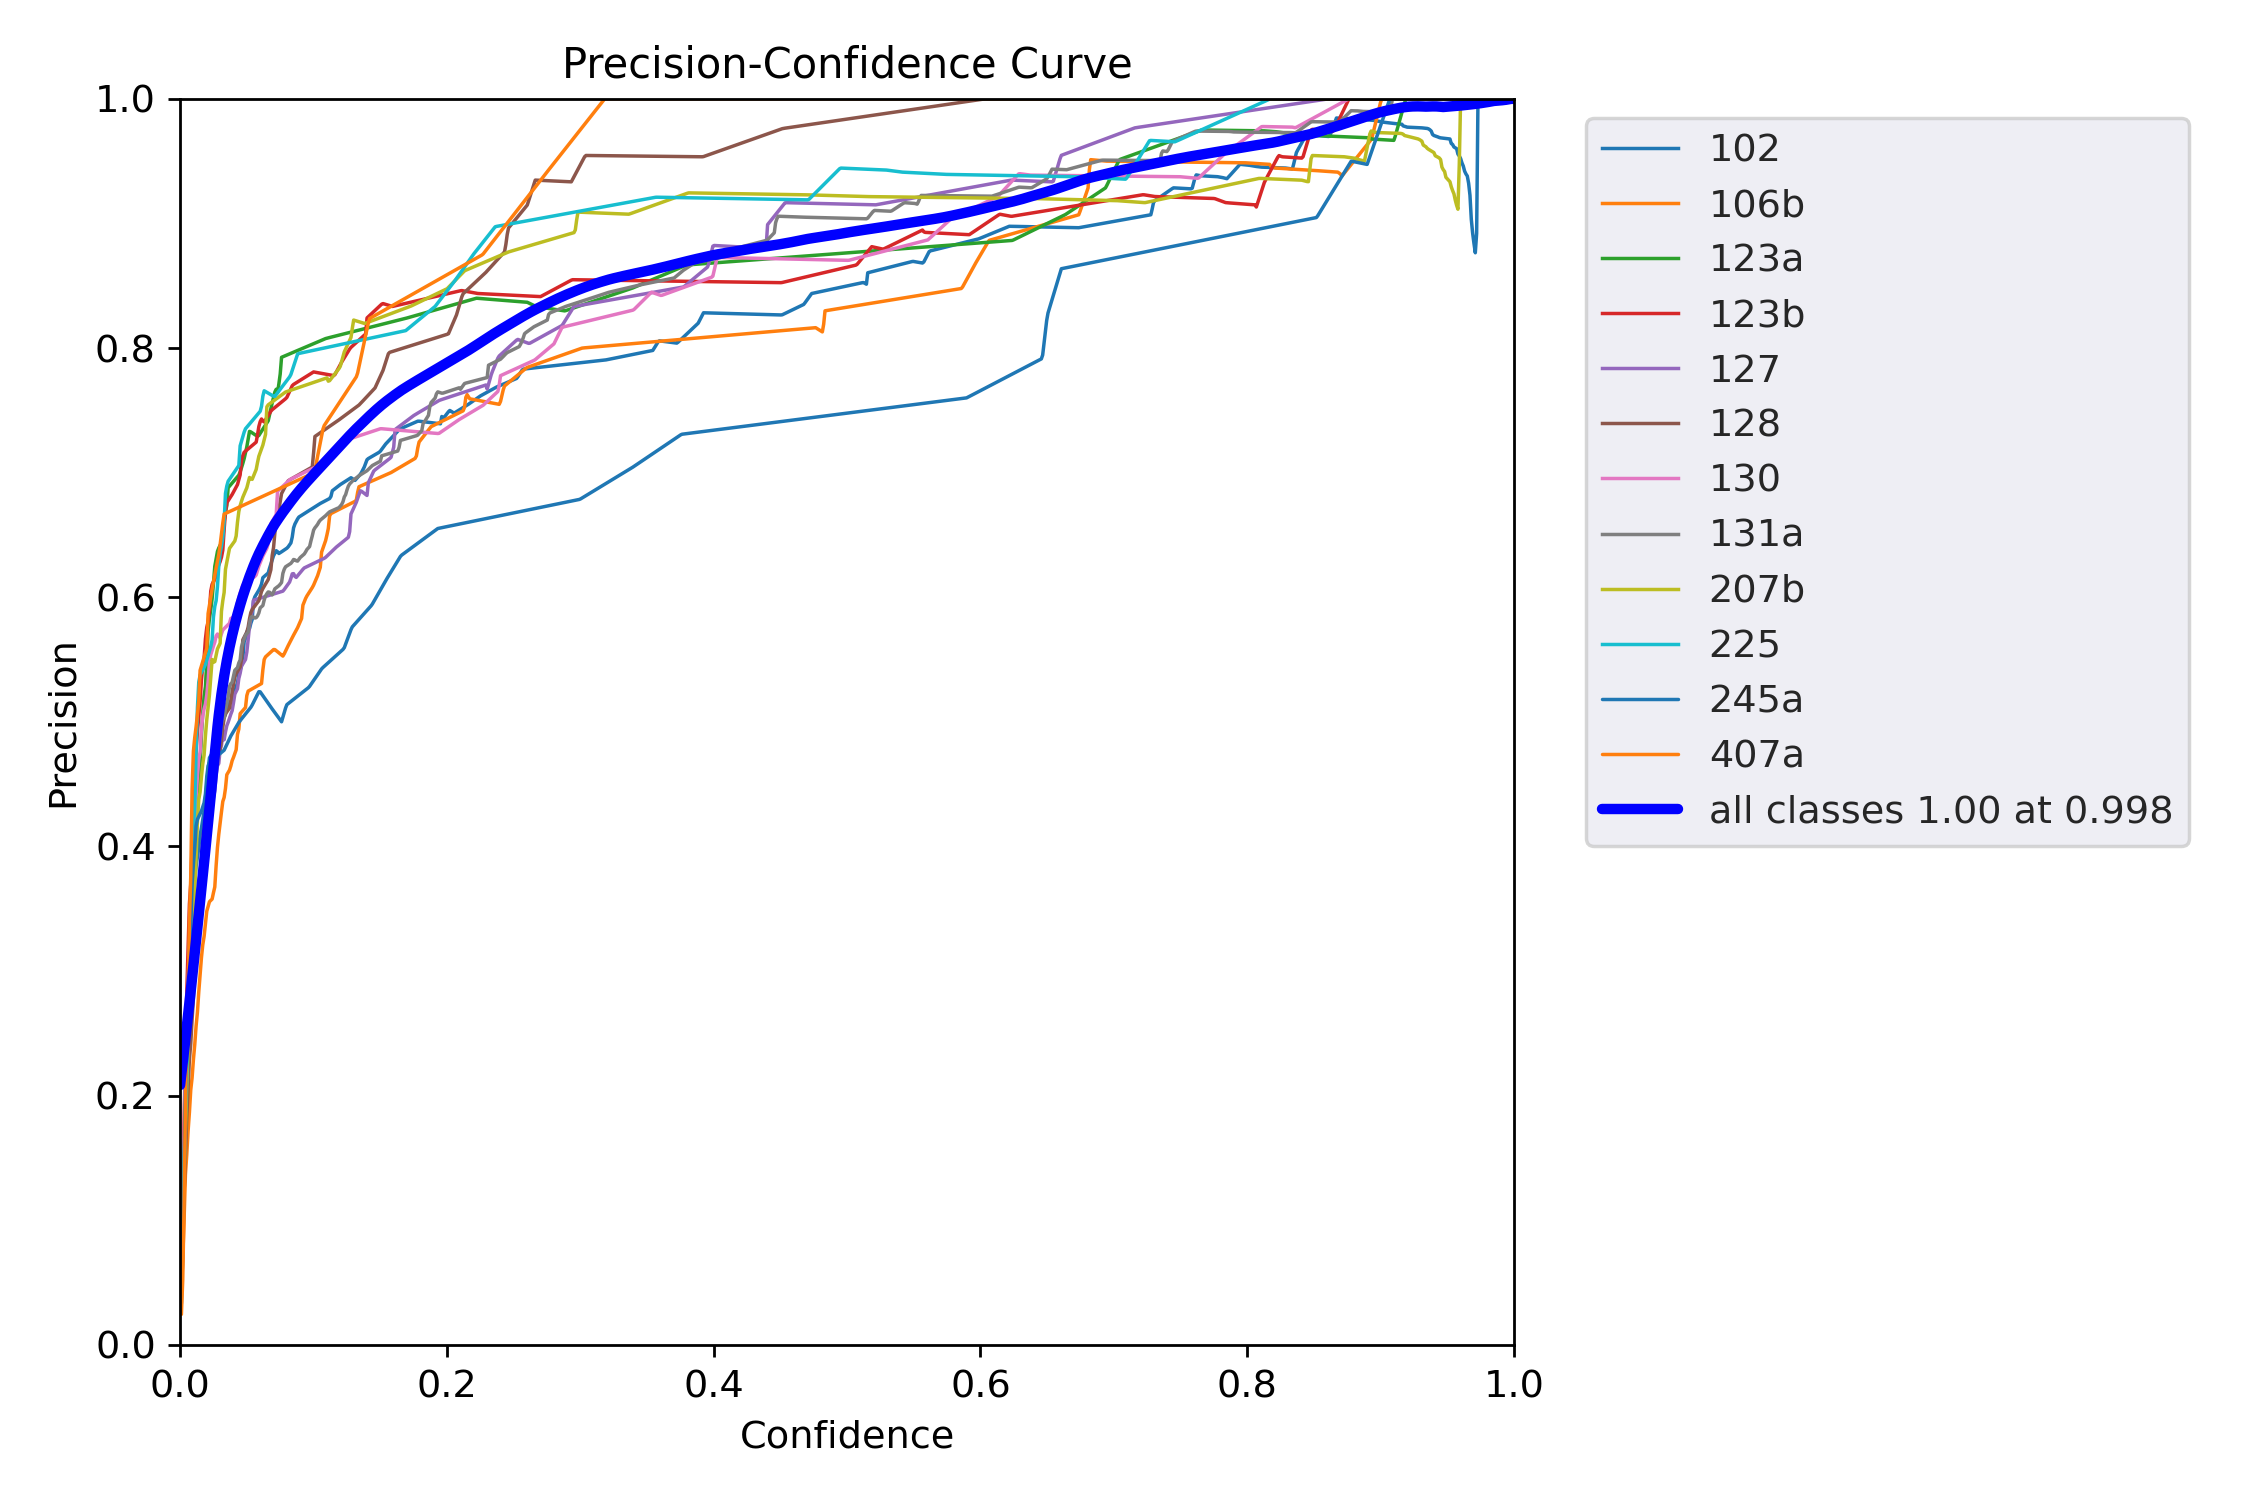 Precision-Confidence Curve
1.0
0.8
0.6
0.4
0.2
0.0
Precision
0.0 0.2 0.4 0.6 0.8 1.0
Confidence
102
106b
123a
123b
127
128
130
131a
207b
225
245a
407a
all classes 1.00 at 0.998